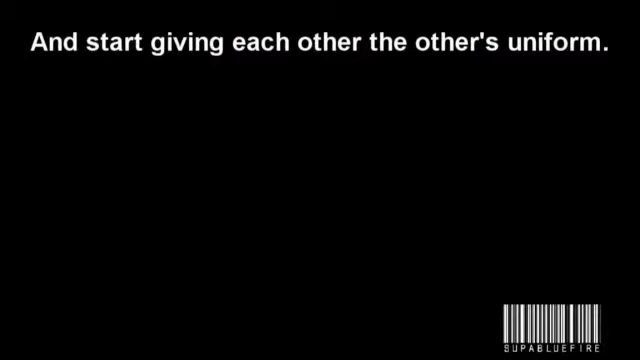 And start giving each other the other's uniform.
SUPABLUEFIRE